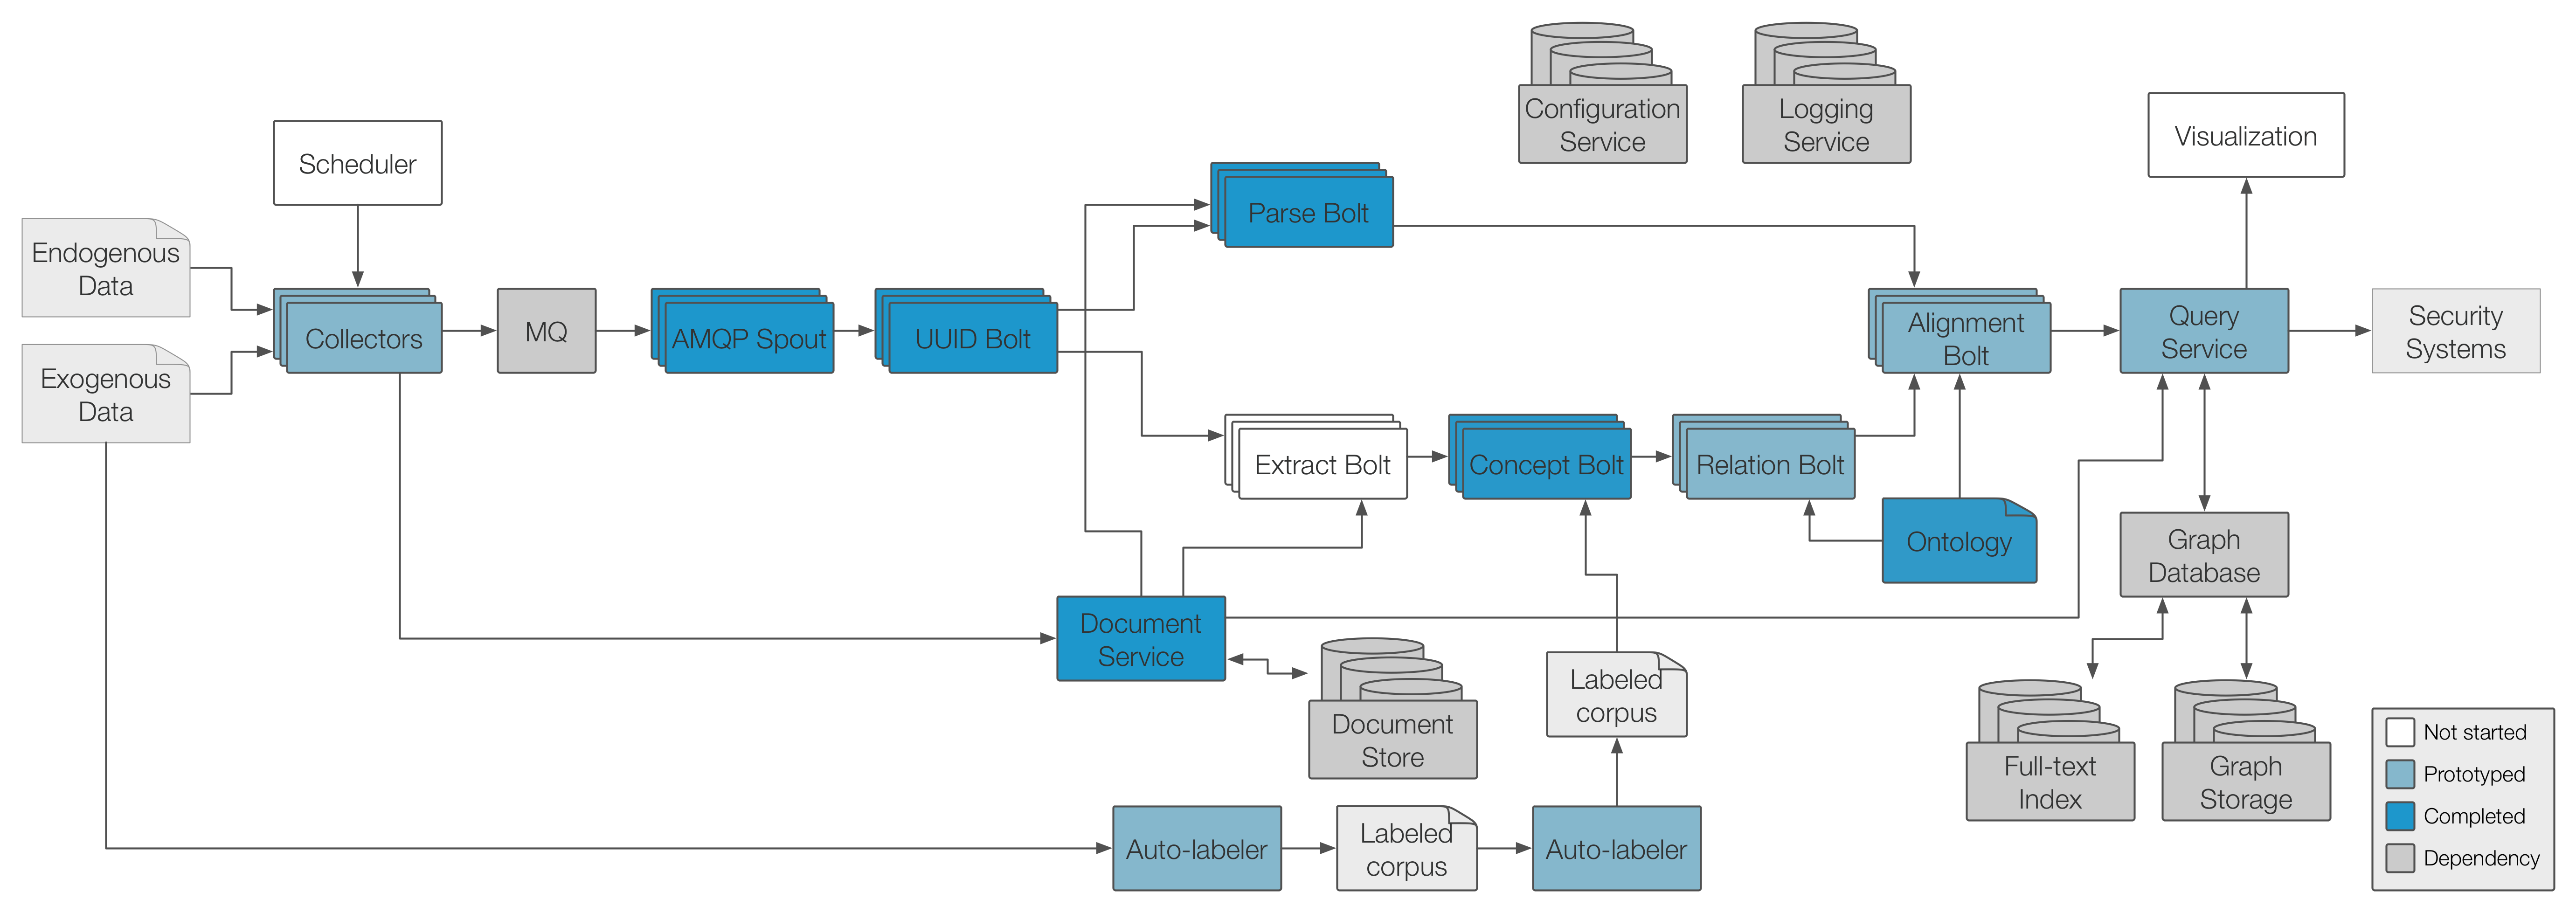 Configuration
Service
Logging
Service
Visualization
Scheduler
Parse Bolt
Endogenous
Data
Exogenous
Data
Collectors
MQ
AMQP Spout
UUID Bolt
Alignment
Bolt
Query
Service
Security
Systems
Extract Bolt
Concept Bolt
Relation Bolt
Ontology
Graph
Database
Document
Service
Document
Store
Labeled
corpus
Full-text
Index
Graph
Storage
Auto-labeler
Labeled
corpus
Auto-labeler
Not started
Prototyped
Completed
Dependency